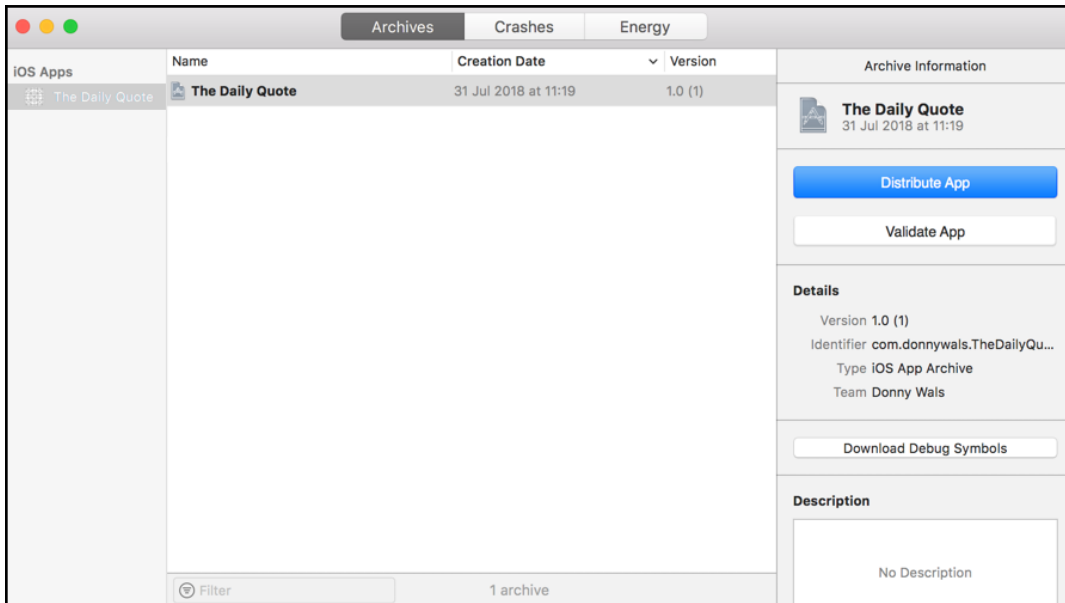 Archives Crashes Energy
iOS Apps
The Daily Quote
Name Creation Date Version
The Daily Quote 31 Jul 2018 at 11:19 1.0 (1)
Filter 1 archive
Archive Information
The Daily Quote
31 Jul 2018 at 11:19
Distribute App
Validate App
Details
Version 1.0 (1)
Identifier com.donnywals.TheDailyQu...
Type iOS App Archive
Team Donny Wals
Download Debug Symbols
Description
No Description